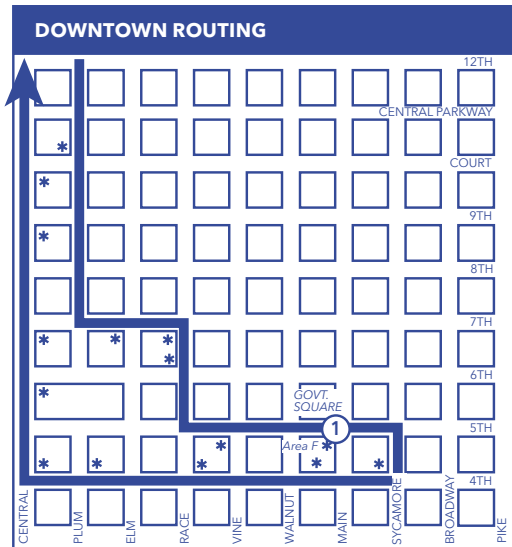 DOWNTOWN ROUTING
12TH
CENTRAL PARKWAY
COURT
9TH
8TH
7TH
6TH
GOVT.
SQUARE
1
5TH
Area F
4TH
CENTRAL
PLUM
ELM
RACE
VINE
WALNUT
MAIN
SYCAMORE
BROADWAY
PIKE